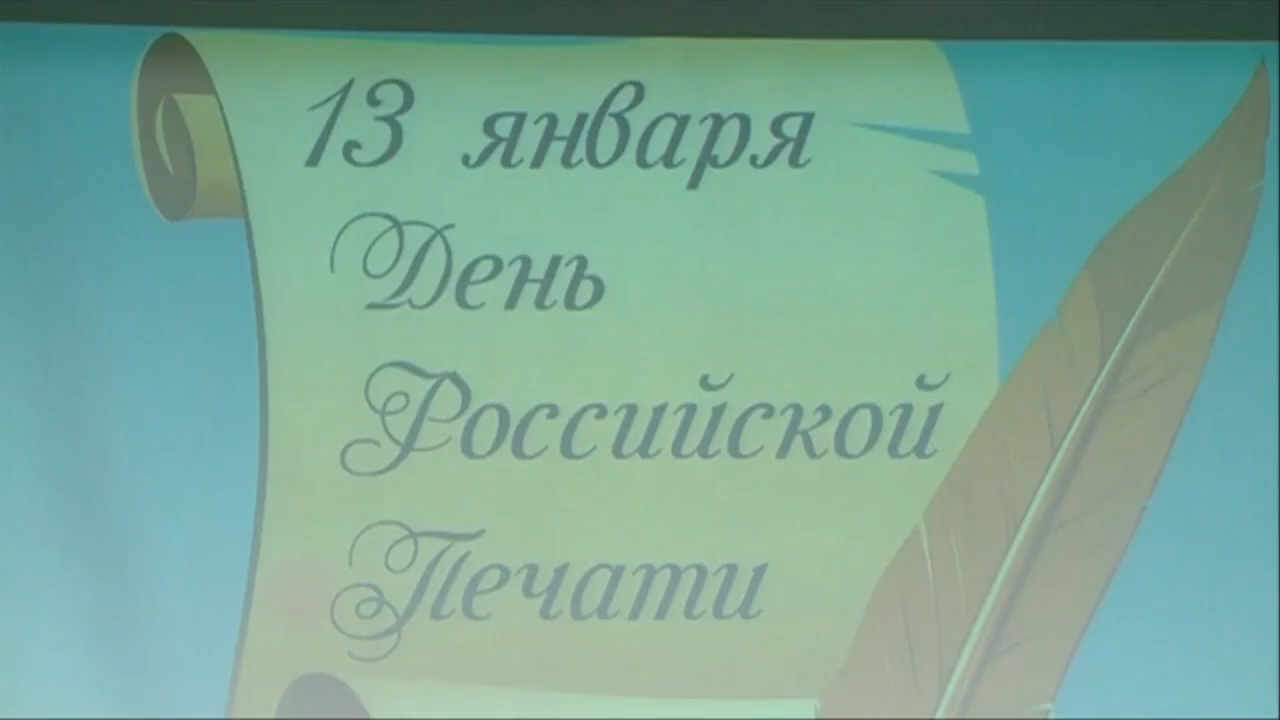 13 января
День
Российской
Печати